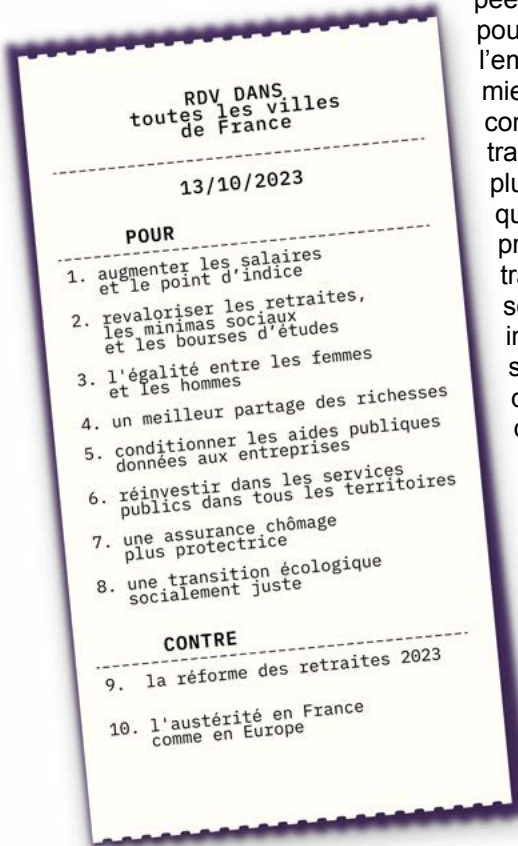 RDV DANS
toutes les villes
de France
13/10/2023
POUR
1. augmenter les salaires
et le point d'indice
2. revaloriser les retraites,
les minimas sociaux
et les bourses d'études
3. l'égalité entre les femmes
et les hommes
4. un meilleur partage des richesses
5. conditionner les aides publiques
données aux entreprises
6. réinvestir dans les services
publics dans tous les territoires
7. une assurance chômage
plus protectrice
8. une transition écologique
socialement juste
CONTRE
9. la réforme des retraites 2023
10. l'austérité en France
comme en Europe